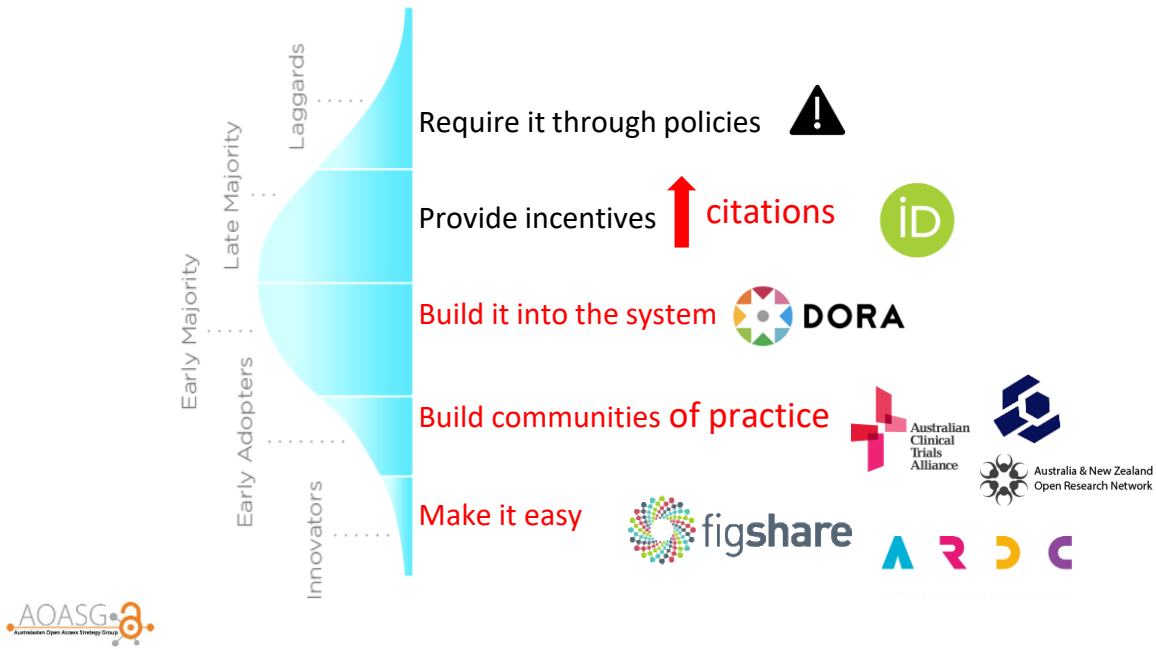 Laggards
Require it through policies
Late Majority
Provide incentives
citations
iD
Early Majority
Build it into the system
DORA
Early Adopters
Build communities of practice
Australian
Clinical
Trials
Alliance
Australia & New Zealand
Open Research Network
Innovators
Make it easy
figshare
ARDC
AOASG
Australasian Open Access Strategy Group